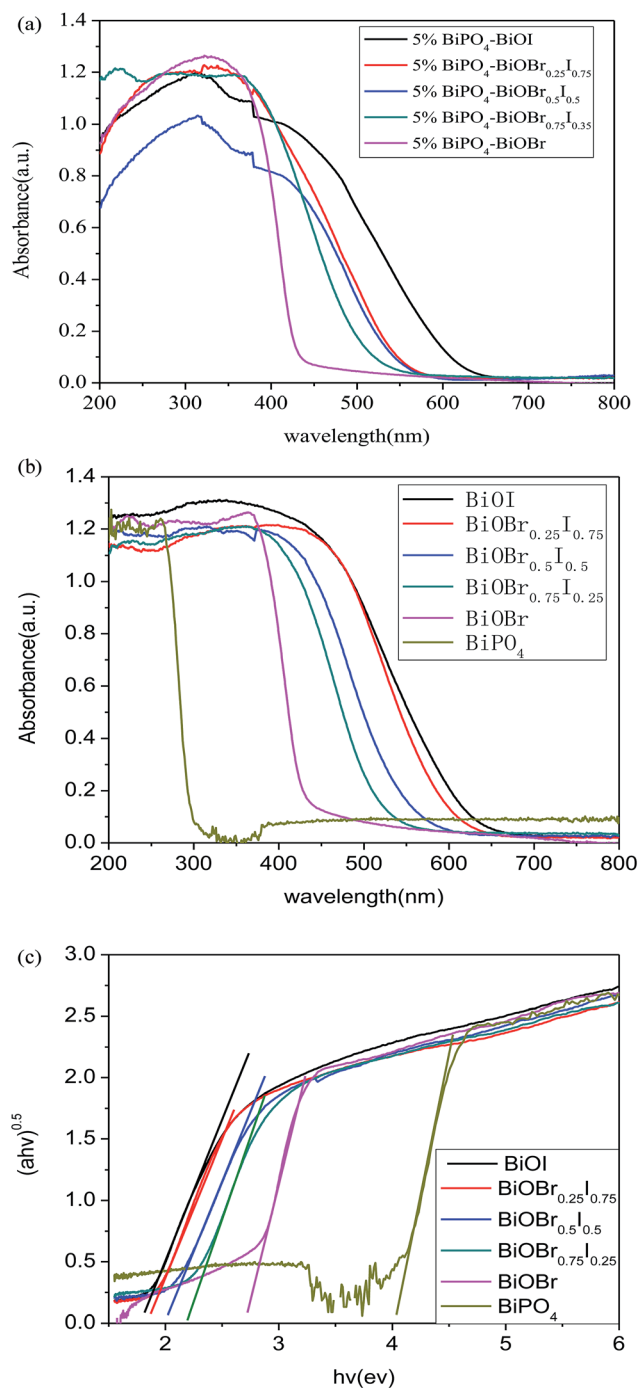 (a)
Absorbance(a.u.)
1.4
1.2
1.0
0.8
0.6
0.4
0.2
0.0
200 300 400 500 600 700 800
wavelength(nm)
5% BiPO4-BiOI
5% BiPO4-BiOBr0.25I0.75
5% BiPO4-BiOBr0.5I0.5
5% BiPO4-BiOBr0.75I0.35
5% BiPO4-BiOBr
(b)
Absorbance(a.u.)
1.4
1.2
1.0
0.8
0.6
0.4
0.2
0.0
200 300 400 500 600 700 800
wavelength(nm)
BiOI
BiOBr0.25I0.75
BiOBr0.5I0.5
BiOBr0.75I0.25
BiOBr
BiPO4
(c)
(ahv)0.5
3.0
2.5
2.0
1.5
1.0
0.5
0.0
2 3 4 5 6
hv(ev)
BiOI
BiOBr0.25I0.75
BiOBr0.5I0.5
BiOBr0.75I0.25
BiOBr
BiPO4